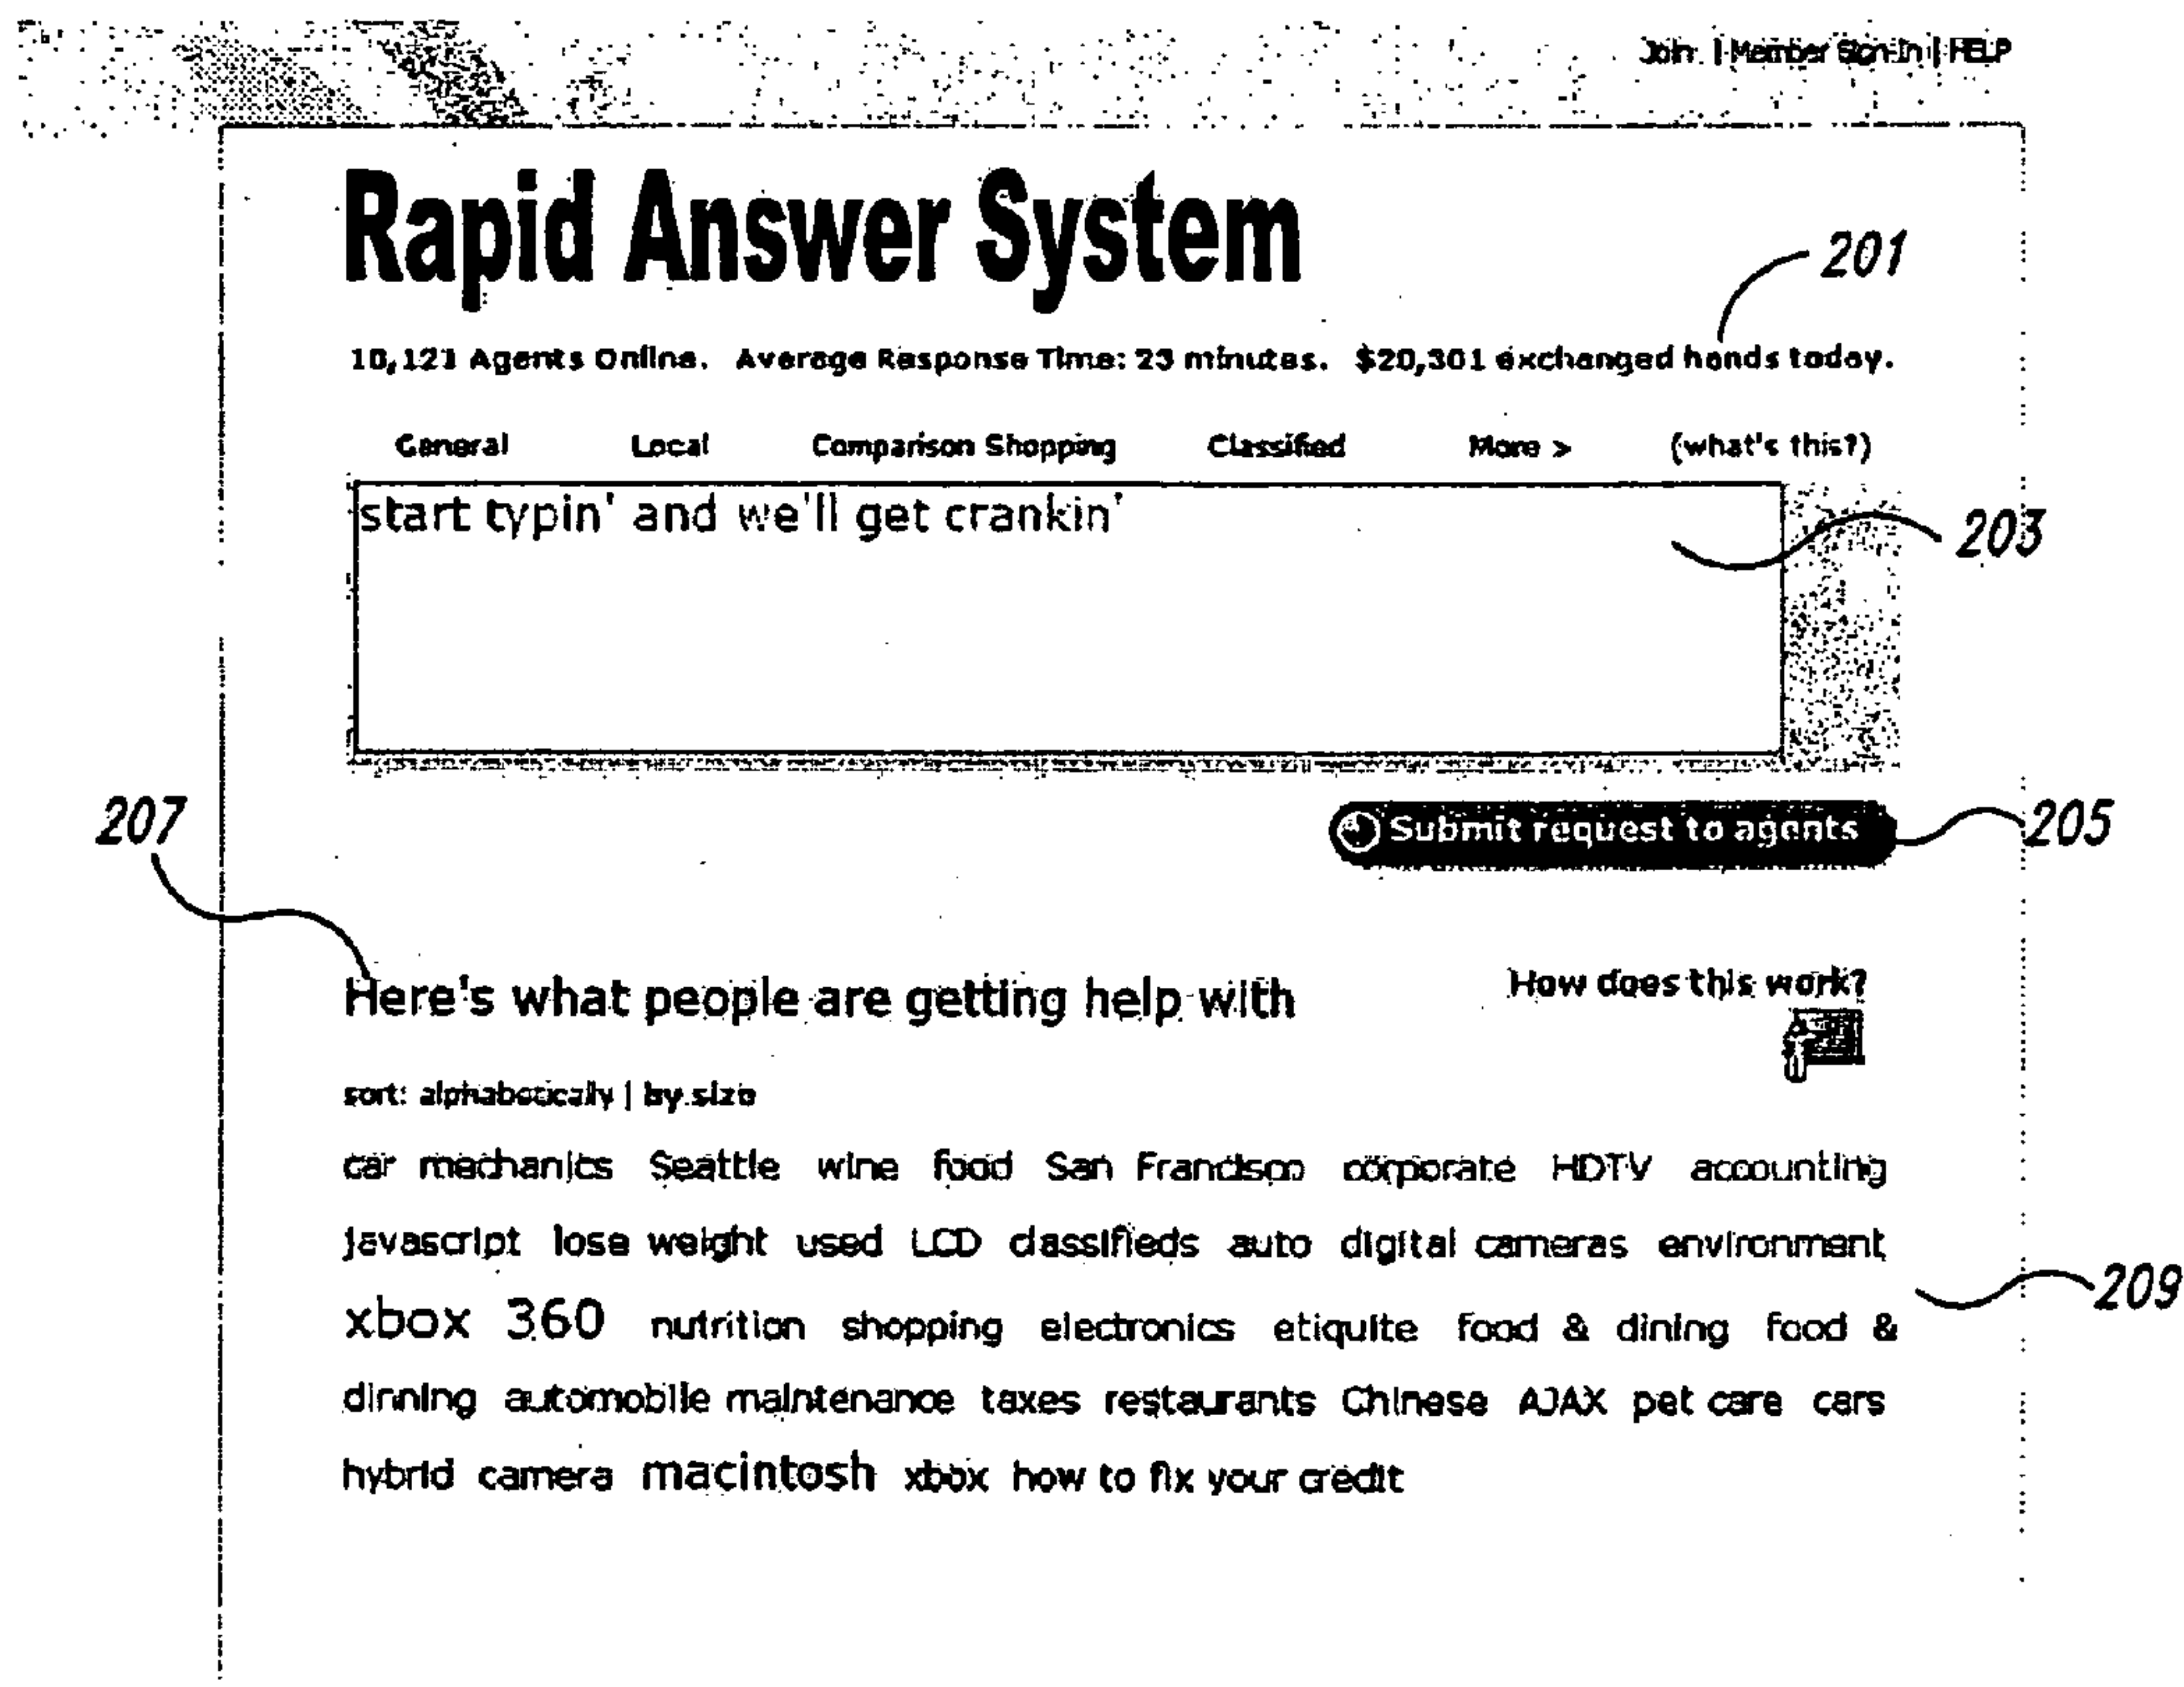 Join | Member Sign-In | HELP
Rapid Answer System
201
10,121 Agents Online. Average Response Time: 23 minutes. $20,301 exchanged hands today.
General Local Comparison Shopping Classified More > (what's this?)
start typin' and we'll get crankin'
203
Submit request to agents
205
207
Here's what people are getting help with
How does this work?
sort: alphabetically | by size
car mechanics Seattle wine food San Francisco corporate HDTV accounting
javascript lose weight used LCD classifieds auto digital cameras environment
209
xbox 360 nutrition shopping electronics etiquite food & dining food &
dinning automobile maintenance taxes restaurants Chinese AJAX pet care cars
hybrid camera macintosh xbox how to fix your credit